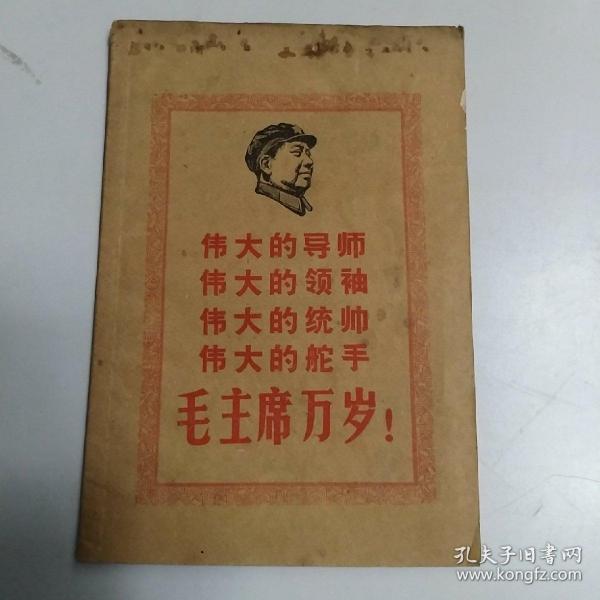 伟大的导师
伟大的领袖
伟大的统帅
伟大的舵手
毛主席万岁！
孔夫子旧书网
www.kongfz.com